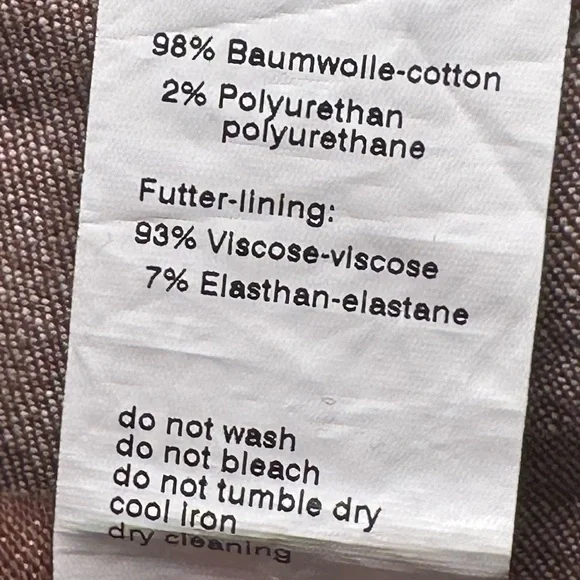 98% Baumwolle-cotton
2% Polyurethan
polyurethane
Futter-lining:
93% Viscose-viscose
7% Elasthan-elastane
do not wash
do not bleach
do not tumble dry
cool iron
dry cleaning